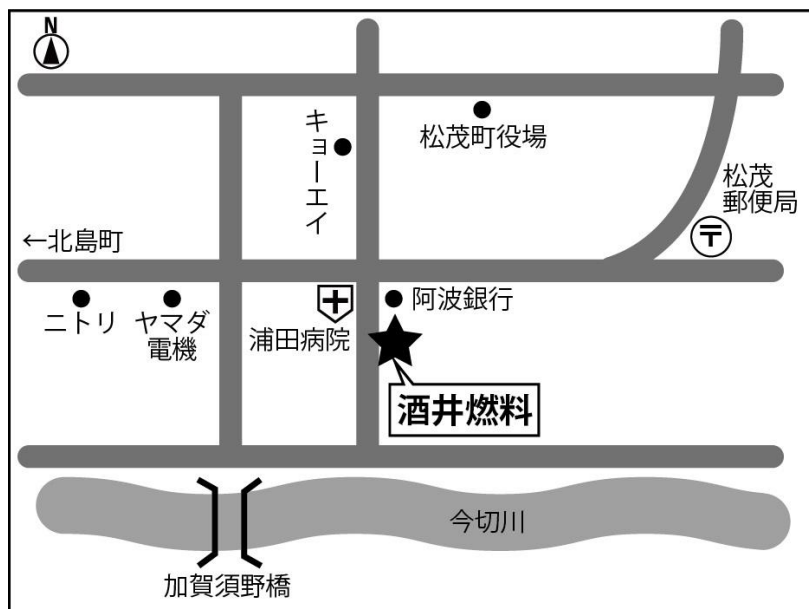 N
キョーエイ
松茂町役場
松茂
郵便局
〒
←北島町
ニトリ
ヤマダ
電機
浦田病院
阿波銀行
酒井燃料
今切川
加賀須野橋